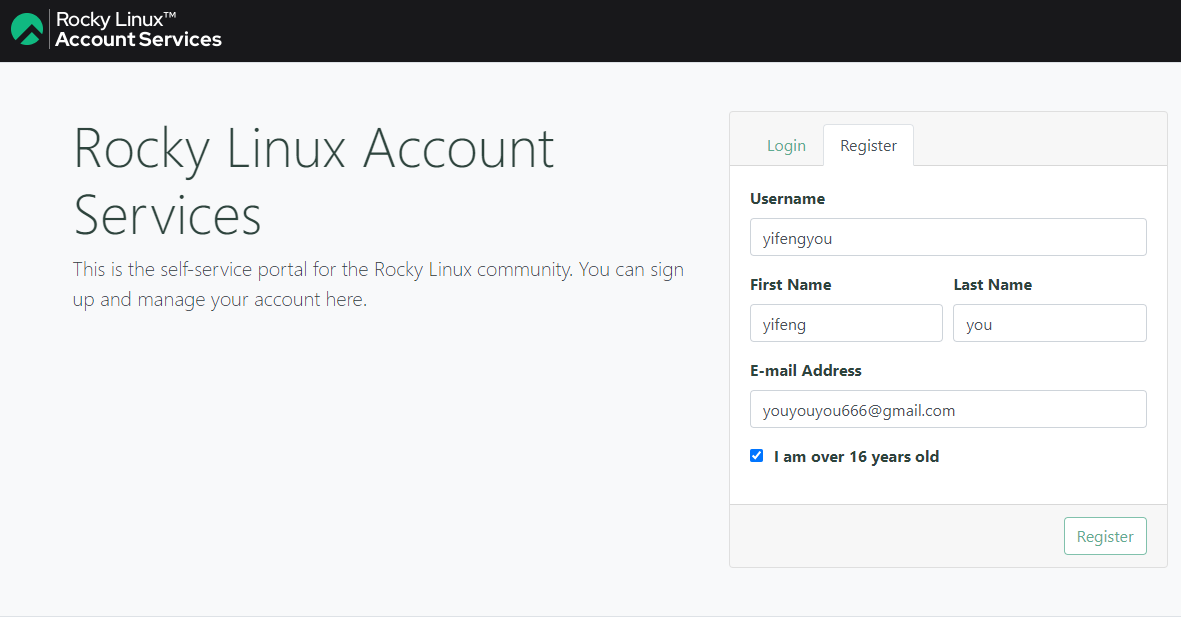 Rocky Linux™
Account Services
Rocky Linux Account
Services
This is the self-service portal for the Rocky Linux community. You can sign
up and manage your account here.
Login
Register
Username
yifengyou
First Name
Last Name
yifeng
you
E-mail Address
youyouyou666@gmail.com
I am over 16 years old
Register